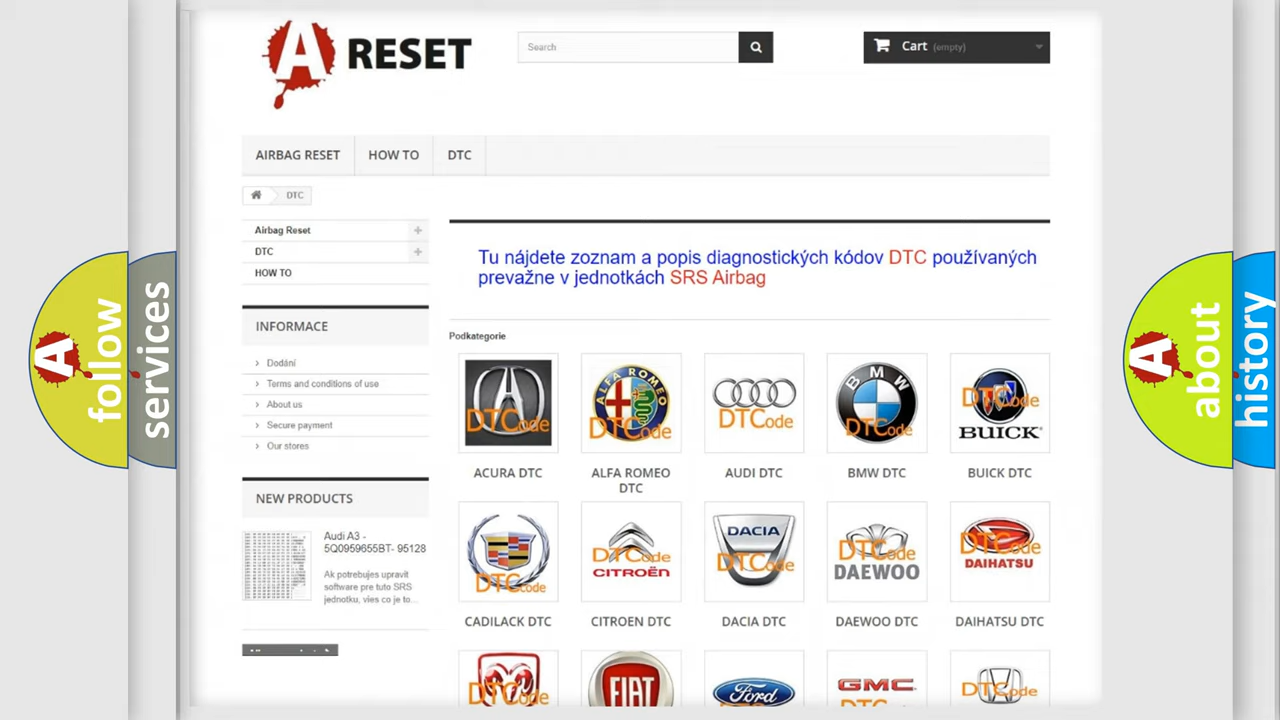 A RESET
Search
Cart (empty)
AIRBAG RESET
HOW TO
DTC
DTC
Airbag Reset
DTC
HOW TO
Tu nájdete zoznam a popis diagnostických kódov DTC používaných
prevažne v jednotkách SRS Airbag
INFORMACE
Dodání
Terms and conditions of use
About us
Secure payment
Our stores
NEW PRODUCTS
Audi A3 -
5Q0959655BT- 95128
Ak potrebujes upravit
software pre tuto SRS
jednotku, vies co je to...
Podkategorie
DTCode
ALFA ROMEO
DTCode
DTCode
BMW
DTCode
DTCode
BUICK
ACURA DTC
ALFA ROMEO
DTC
AUDI DTC
BMW DTC
BUICK DTC
DTCode
DTCode
CITROËN
DACIA
DTCode
DTCode
DAEWOO
DTCode
DAIHATSU
CADILACK DTC
CITROEN DTC
DACIA DTC
DAEWOO DTC
DAIHATSU DTC
DTCode
FIAT
Ford
GMC
DTCode
A follow
services
A about
history